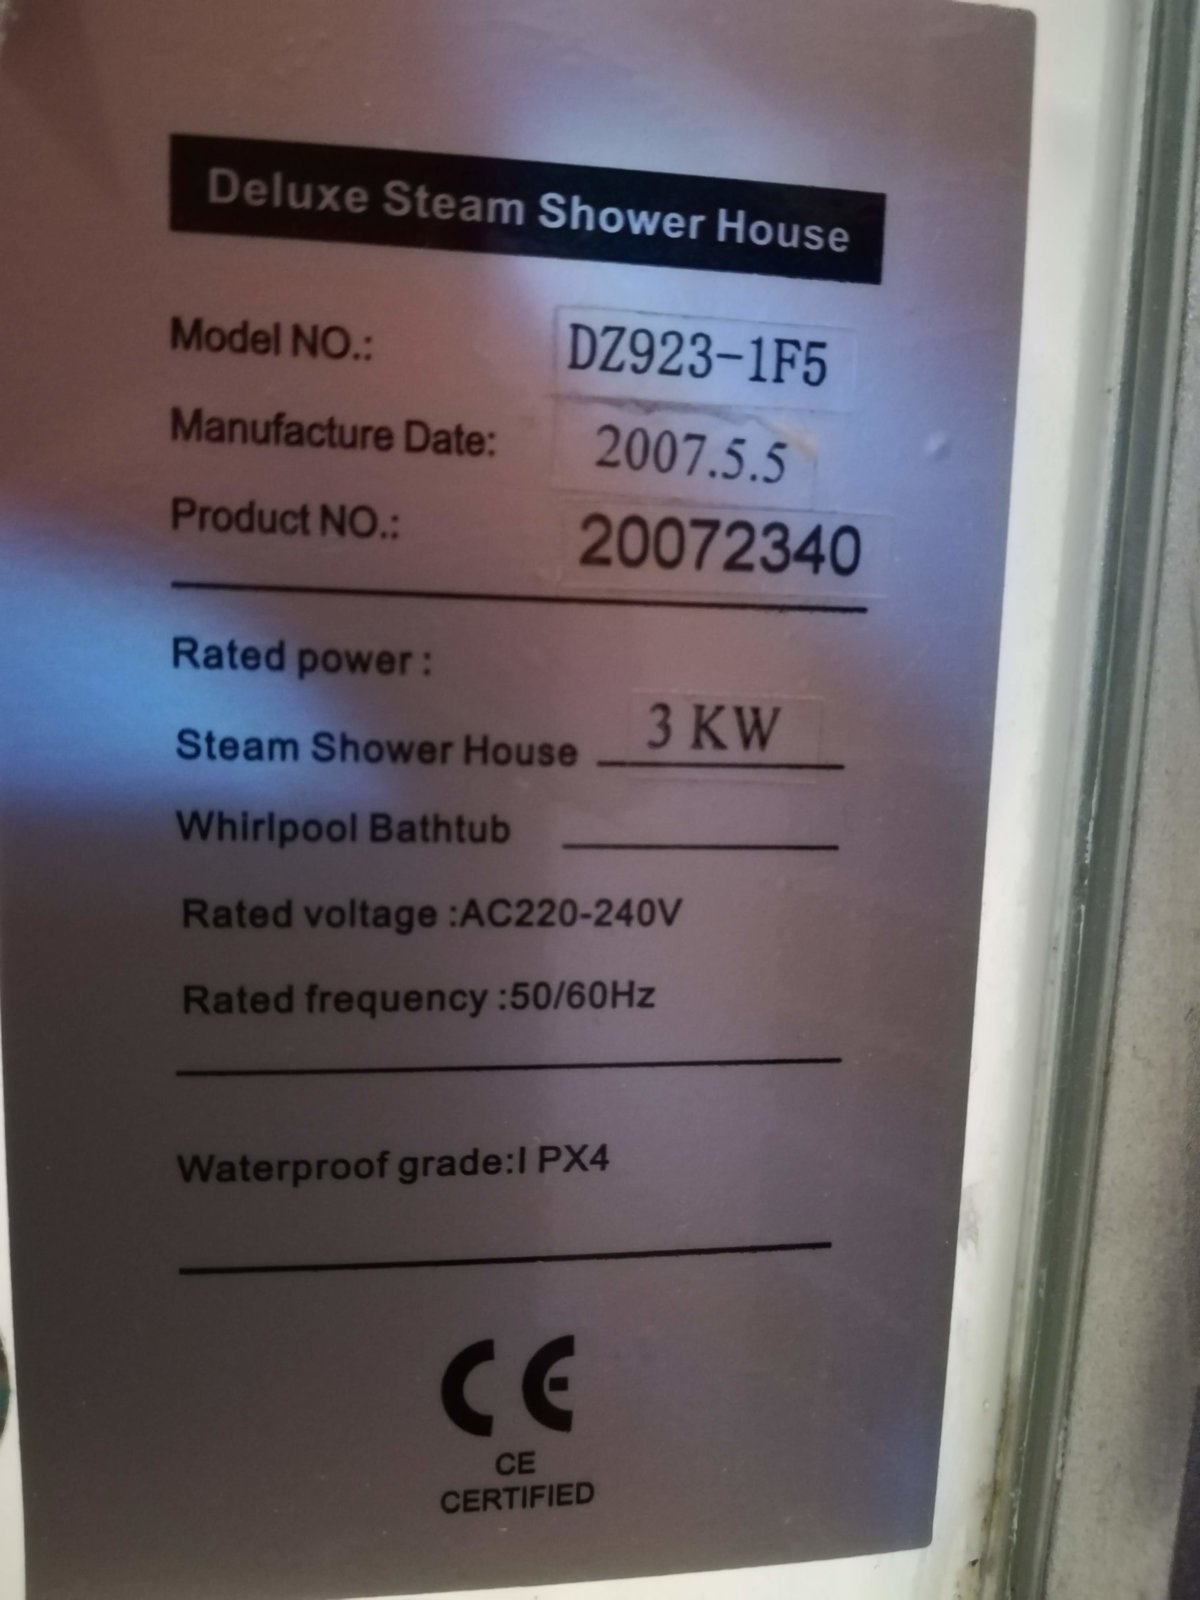 Deluxe Steam Shower House
Model NO.: DZ923-1F5
Manufacture Date: 2007.5.5
Product NO.: 20072340
Rated power :
Steam Shower House 3 KW
Whirlpool Bathtub
Rated voltage :AC220-240V
Rated frequency :50/60Hz
Waterproof grade:I PX4
CE
CE
CERTIFIED